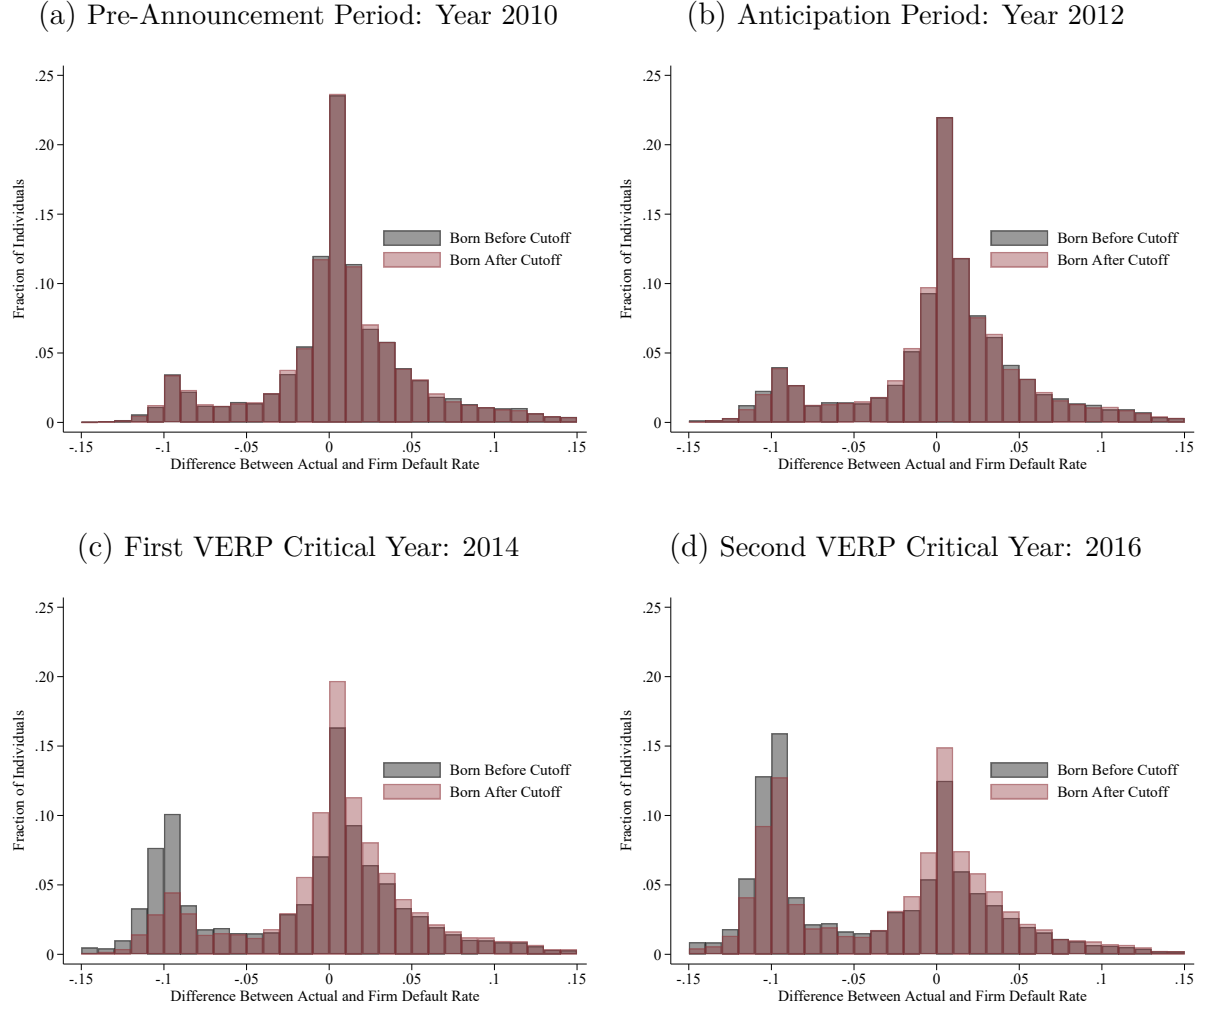 (a) Pre-Announcement Period: Year 2010
.25
.20
.15
.10
.05
0
Fraction of Individuals
Born Before Cutoff
Born After Cutoff
-.15 -.1 -.05 0 .05 .1 .15
Difference Between Actual and Firm Default Rate
(b) Anticipation Period: Year 2012
.25
.20
.15
.10
.05
0
Fraction of Individuals
Born Before Cutoff
Born After Cutoff
-.15 -.1 -.05 0 .05 .1 .15
Difference Between Actual and Firm Default Rate
(c) First VERP Critical Year: 2014
.25
.20
.15
.10
.05
0
Fraction of Individuals
Born Before Cutoff
Born After Cutoff
-.15 -.1 -.05 0 .05 .1 .15
Difference Between Actual and Firm Default Rate
(d) Second VERP Critical Year: 2016
.25
.20
.15
.10
.05
0
Fraction of Individuals
Born Before Cutoff
Born After Cutoff
-.15 -.1 -.05 0 .05 .1 .15
Difference Between Actual and Firm Default Rate